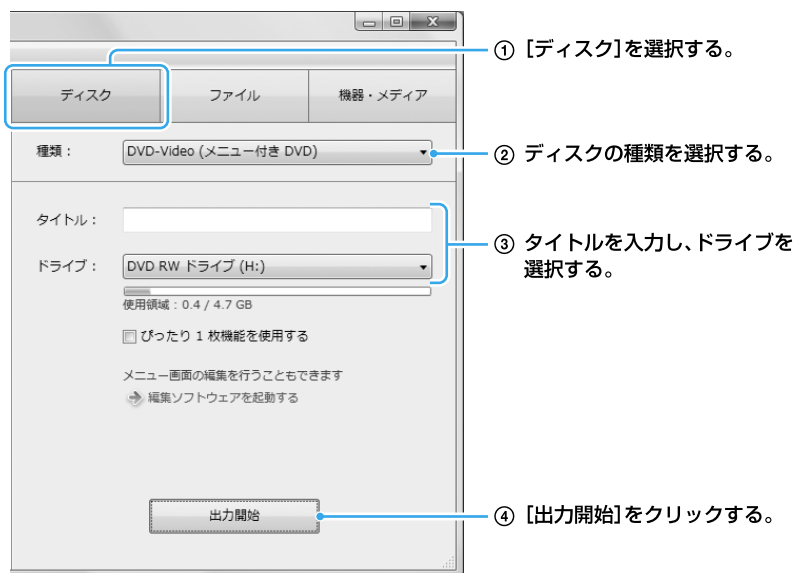 ① [ディスク]を選択する。
ディスク ファイル 機器・メディア
種類： DVD-Video (メニュー付き DVD)
② ディスクの種類を選択する。
タイトル：
③ タイトルを入力し、ドライブを
選択する。
ドライブ： DVD RW ドライブ (H:)
使用領域：0.4 / 4.7 GB
ぴったり 1 枚機能を使用する
メニュー画面の編集を行うこともできます
編集ソフトウェアを起動する
出力開始
④ [出力開始]をクリックする。